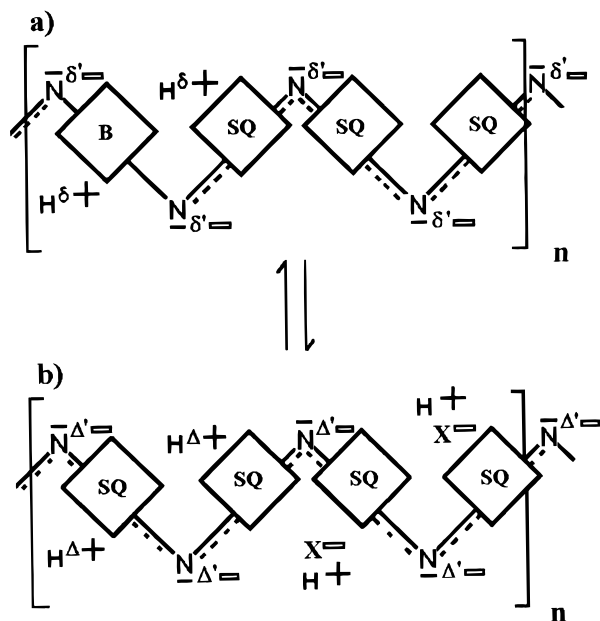 a)
N̄ δ'− H δ+ N̄ δ'− N̄ δ'−
B SQ SQ SQ
H δ+ N δ'− N δ'−
n
b)
H+
N̄ Δ'− H Δ+ N̄ Δ'− X− N̄ Δ'−
SQ SQ SQ SQ
H Δ+ N Δ'− X− N Δ'−
H+
n